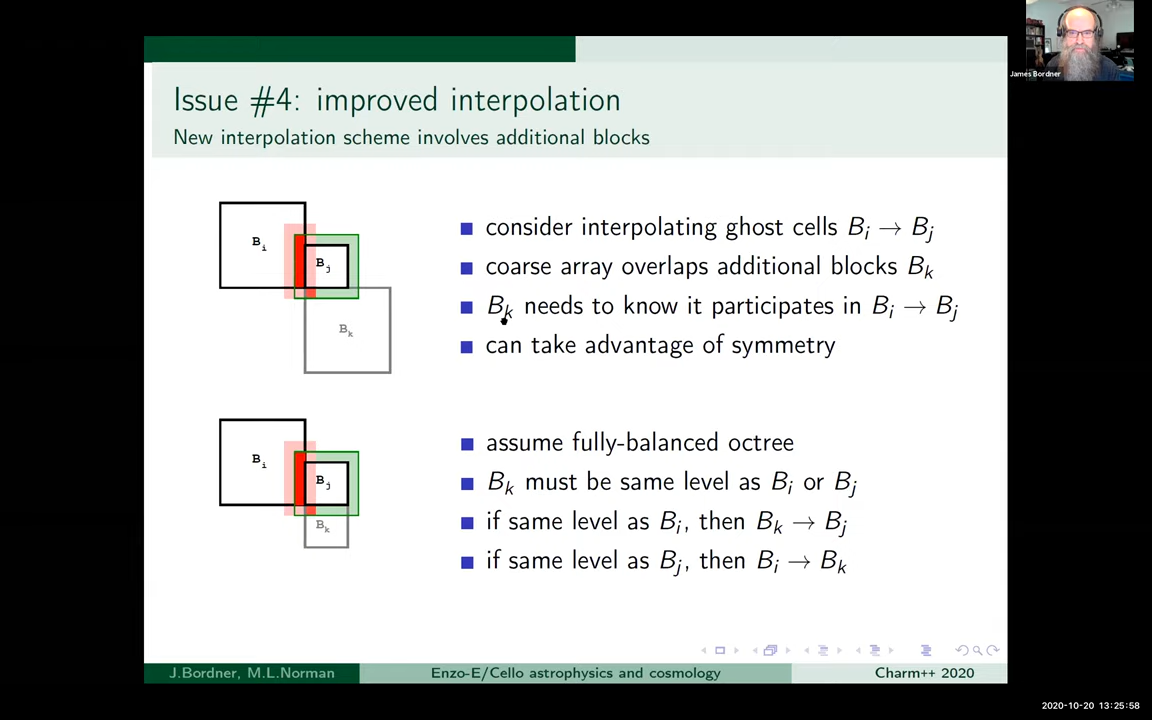 James Bordner
Issue #4: improved interpolation
New interpolation scheme involves additional blocks
B_i
B_j
B_k
consider interpolating ghost cells B_i → B_j
coarse array overlaps additional blocks B_k
B_k needs to know it participates in B_i → B_j
can take advantage of symmetry
B_i
B_j
B_k
assume fully-balanced octree
B_k must be same level as B_i or B_j
if same level as B_i, then B_k → B_j
if same level as B_j, then B_i → B_k
J.Bordner, M.L.Norman
Enzo-E/Cello astrophysics and cosmology
Charm++ 2020
2020-10-20 13:25:58